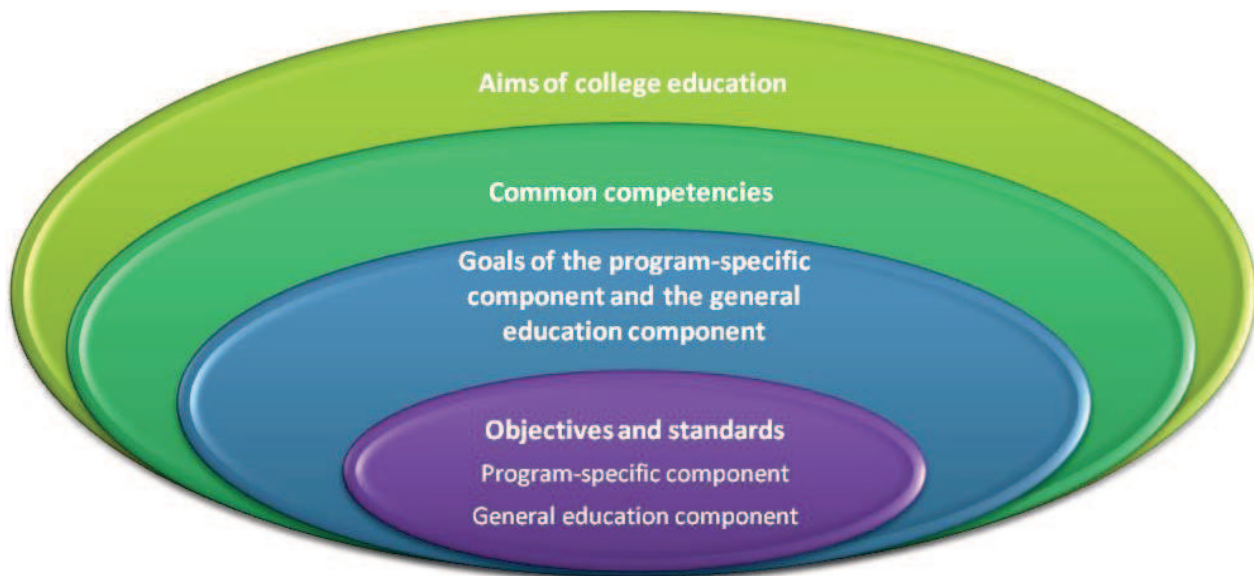 Aims of college education
Common competencies
Goals of the program-specific
component and the general
education component
Objectives and standards
Program-specific component
General education component